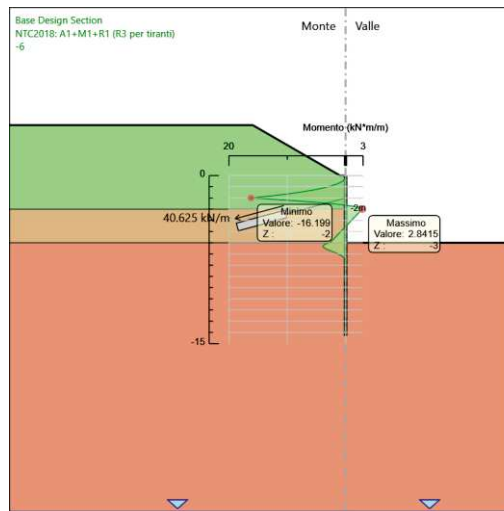 Base Design Section
NTC2018: A1+M1+R1 (R3 per tiranti)
-6
Monte
Valle
Momento (kN*m/m)
20
3
0
-2m
40.625 kN/m
Minimo
Valore: -16.199
Z : -2
Massimo
Valore: 2.8415
Z : -3
-15